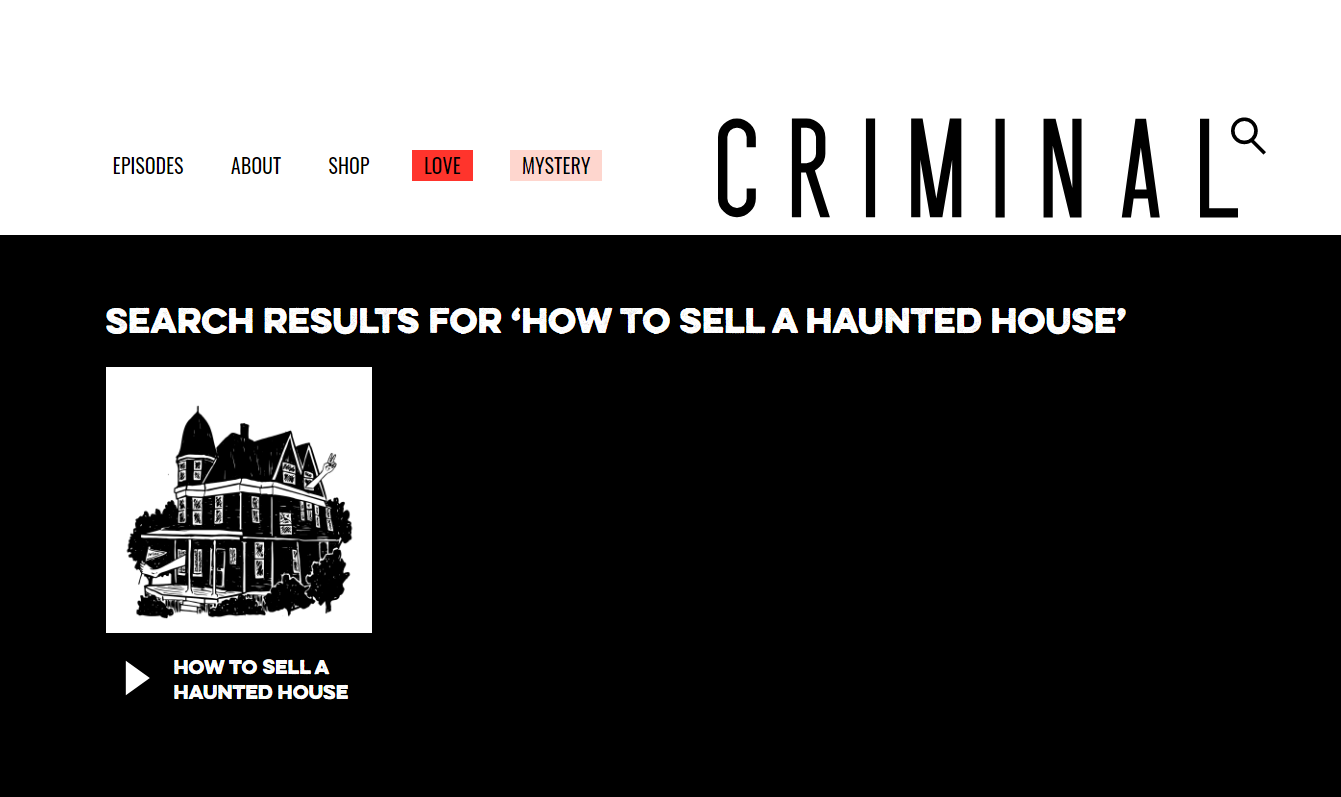 EPISODES ABOUT SHOP LOVE MYSTERY CRIMINAL
SEARCH RESULTS FOR ‘HOW TO SELL A HAUNTED HOUSE’
HOW TO SELL A
HAUNTED HOUSE